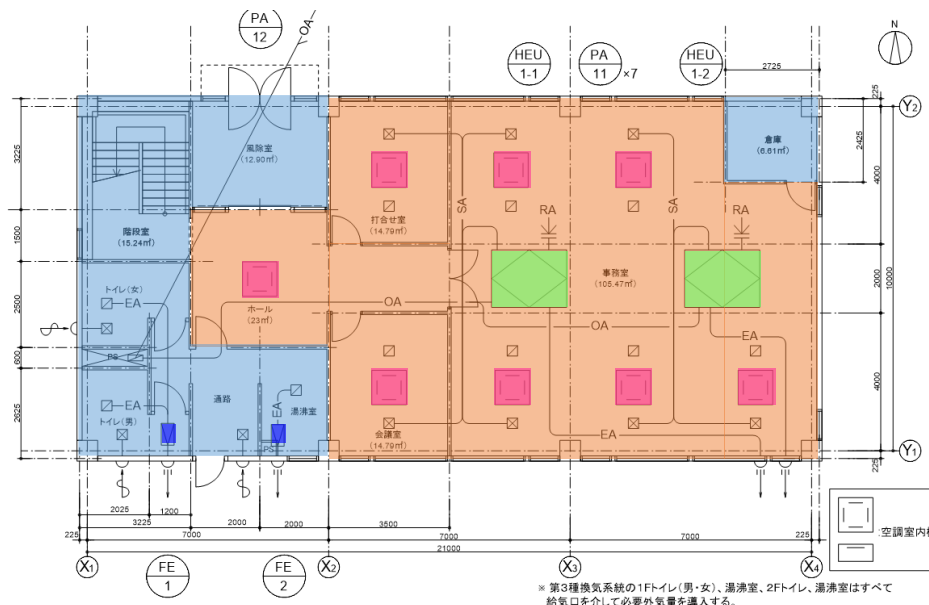 PA
12
OA
HEU
1-1
PA
11
×7
HEU
1-2
N
2725
225
Y2
2425
4000
3225
風除室
(12.90㎡)
倉庫
(6.61㎡)
打合せ室
(14.79㎡)
SA
RA
SA
RA
1500
階段室
(15.24㎡)
トイレ(女)
EA
2500
ホール
(23㎡)
OA
事務室
(105.47㎡)
OA
2000
10000
EA
600
PS
通路
湯沸室
EA
EA
トイレ(男)
2625
PS
会議室
(14.79㎡)
EA
4000
Y1
225
2025
1200
3225
2000
2000
3500
225
7000
7000
7000
225
21000
X1
X2
X3
X4
FE
1
FE
2
:空調室内機
※ 第3種換気系統の1Fトイレ(男・女)、湯沸室、2Fトイレ、湯沸室はすべて
給気口を介して必要外気量を導入する。